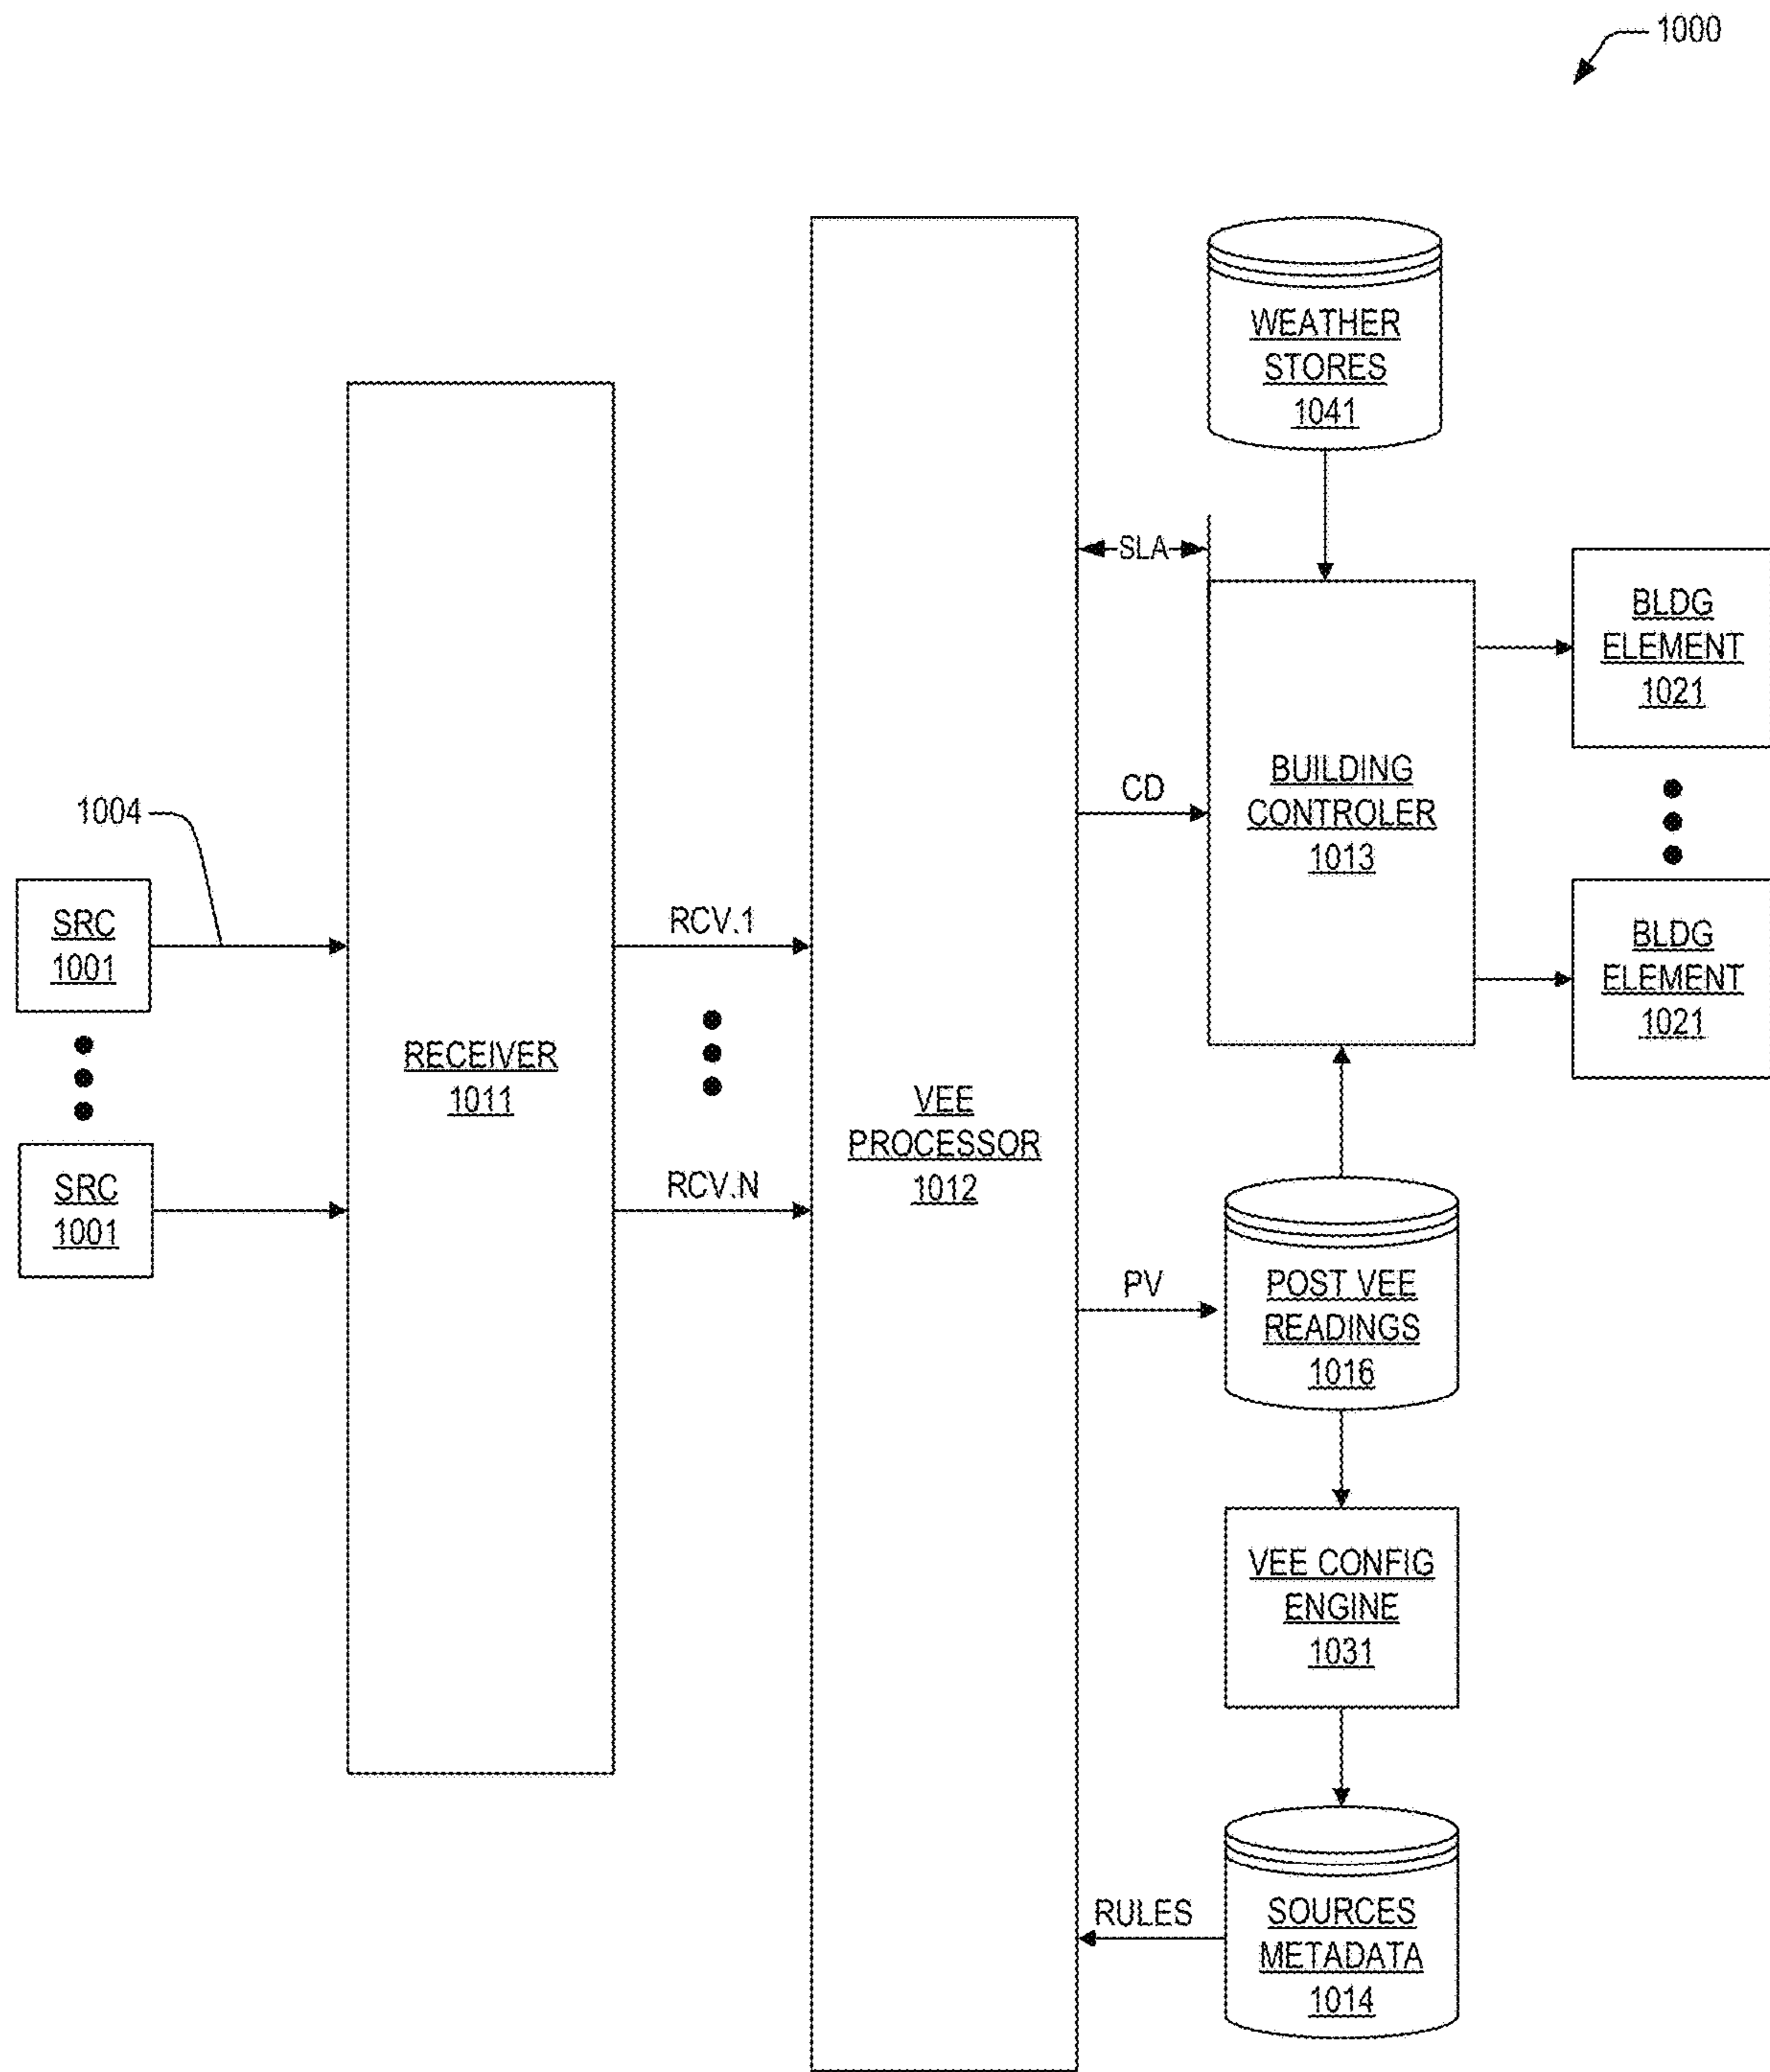 1000
WEATHER
STORES
1041
SLA
BLDG
ELEMENT
1021
CD
BUILDING
CONTROLER
1013
1004
SRC
1001
RCV.1
BLDG
ELEMENT
1021
RECEIVER
1011
VEE
PROCESSOR
1012
SRC
1001
RCV.N
PV
POST VEE
READINGS
1016
VEE CONFIG
ENGINE
1031
RULES
SOURCES
METADATA
1014